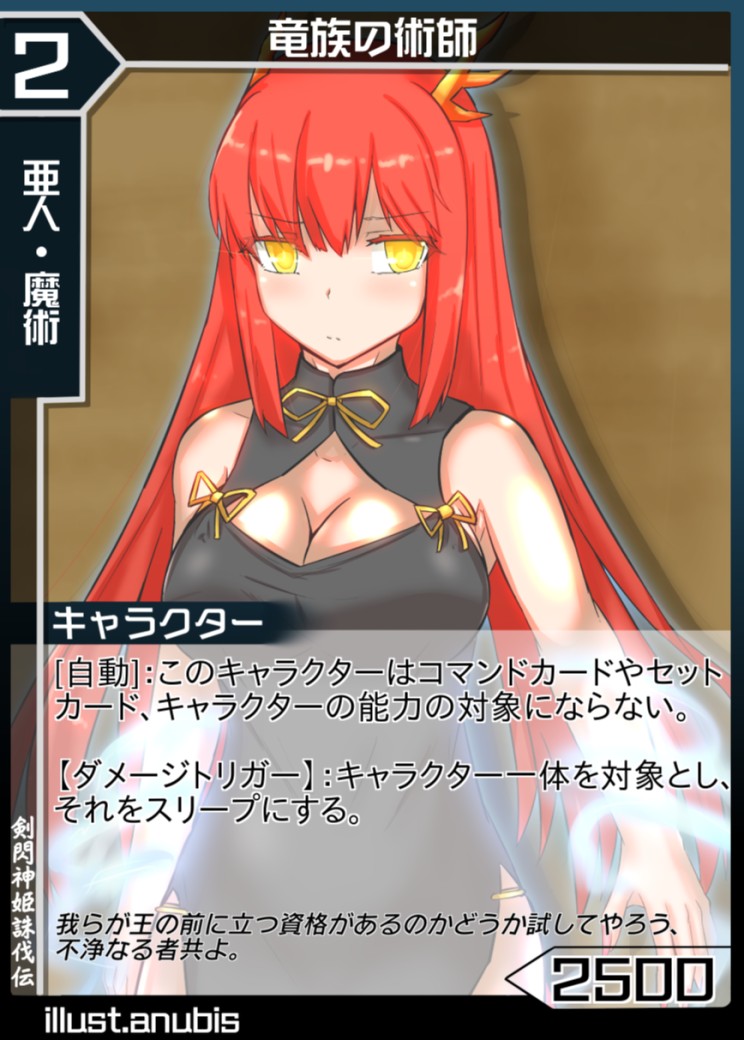 2
竜族の術師
亜人・魔術
キャラクター
[自動]:このキャラクターはコマンドカードやセット
カード、キャラクターの能力の対象にならない。
【ダメージトリガー】:キャラクター一体を対象とし、
それをスリープにする。
我らが王の前に立つ資格があるのかどうか試してやろう、
不浄なる者共よ。
剣閃神姫誅伐伝
2500
illust.anubis